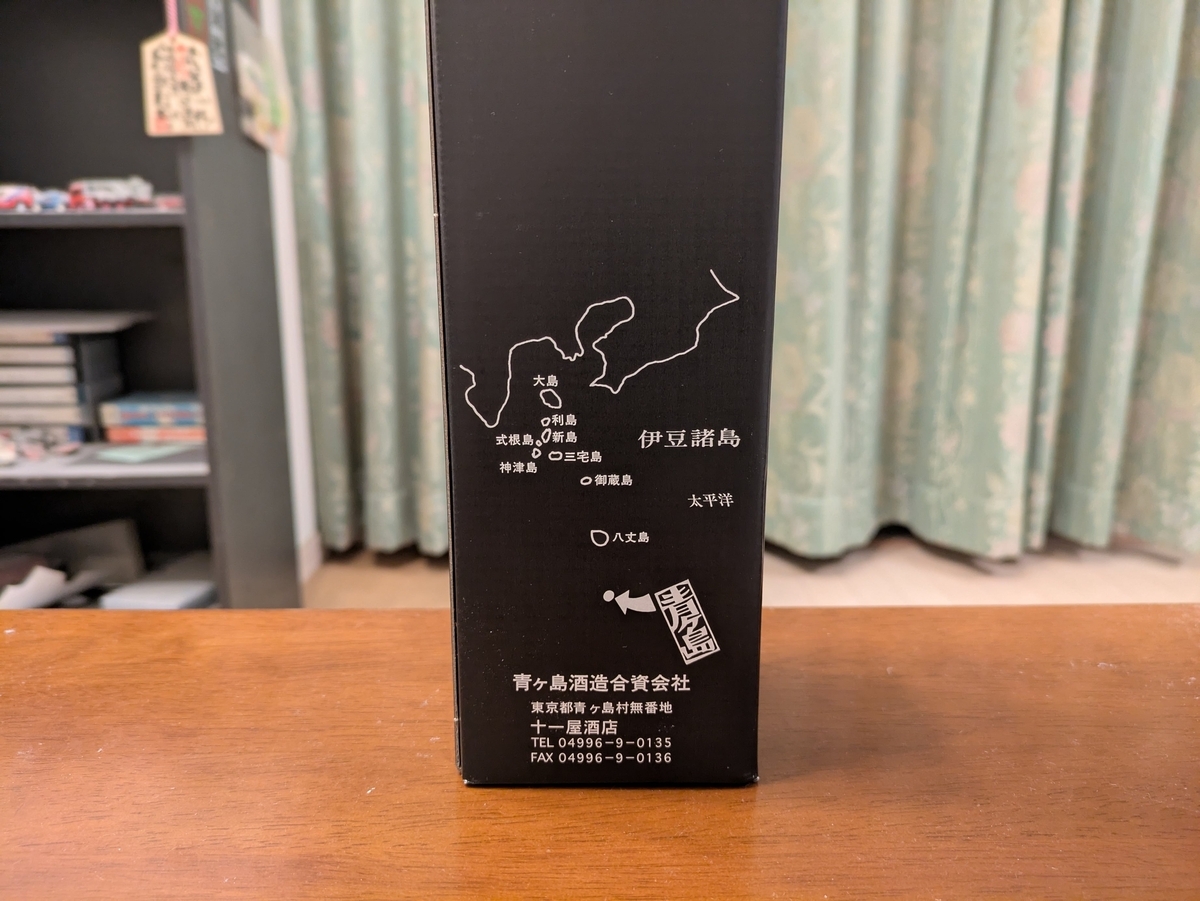 大島
利島
新島
式根島
三宅島
神津島
伊豆諸島
御蔵島
太平洋
八丈島
青ヶ島
青ヶ島酒造合資会社
東京都青ヶ島村無番地
十一屋酒店
TEL 04996-9-0135
FAX 04996-9-0136